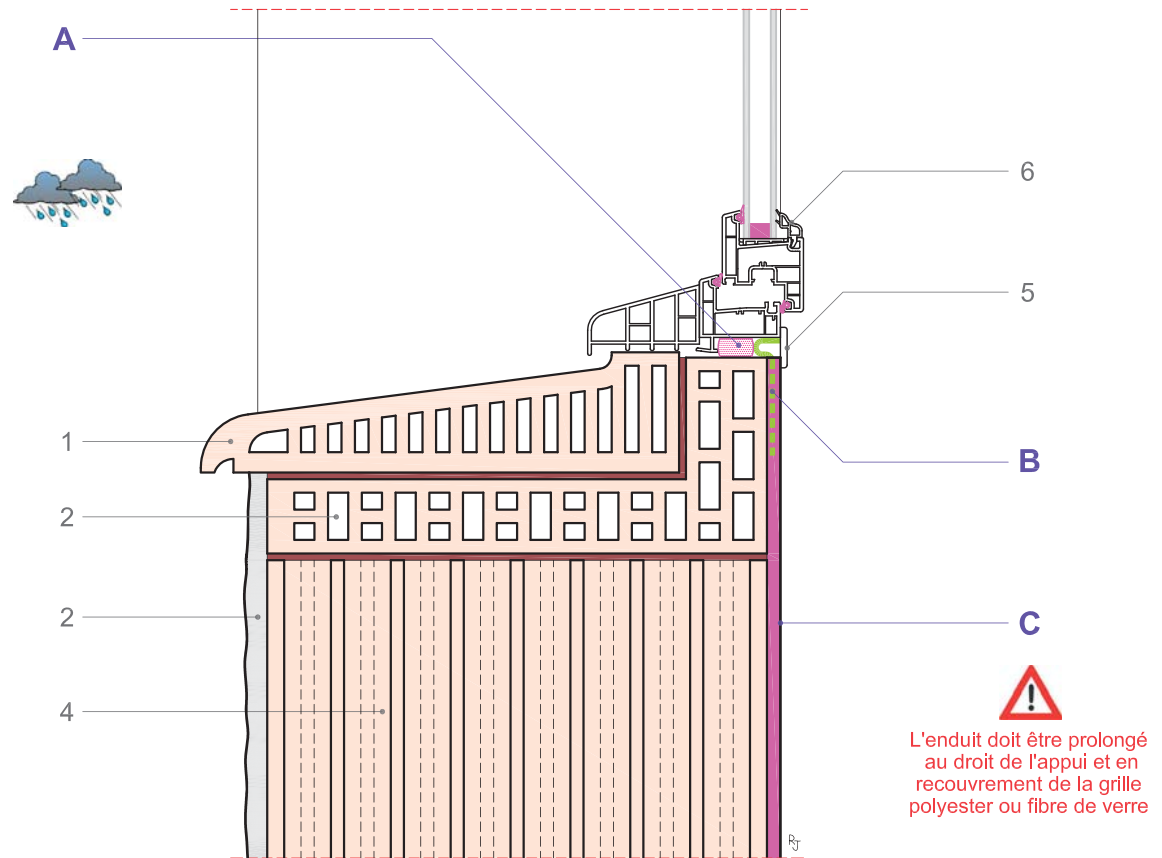 A
6
5
1
B
2
2
C
4
L'enduit doit être prolongé
au droit de l'appui et en
recouvrement de la grille
polyester ou fibre de verre
RJ